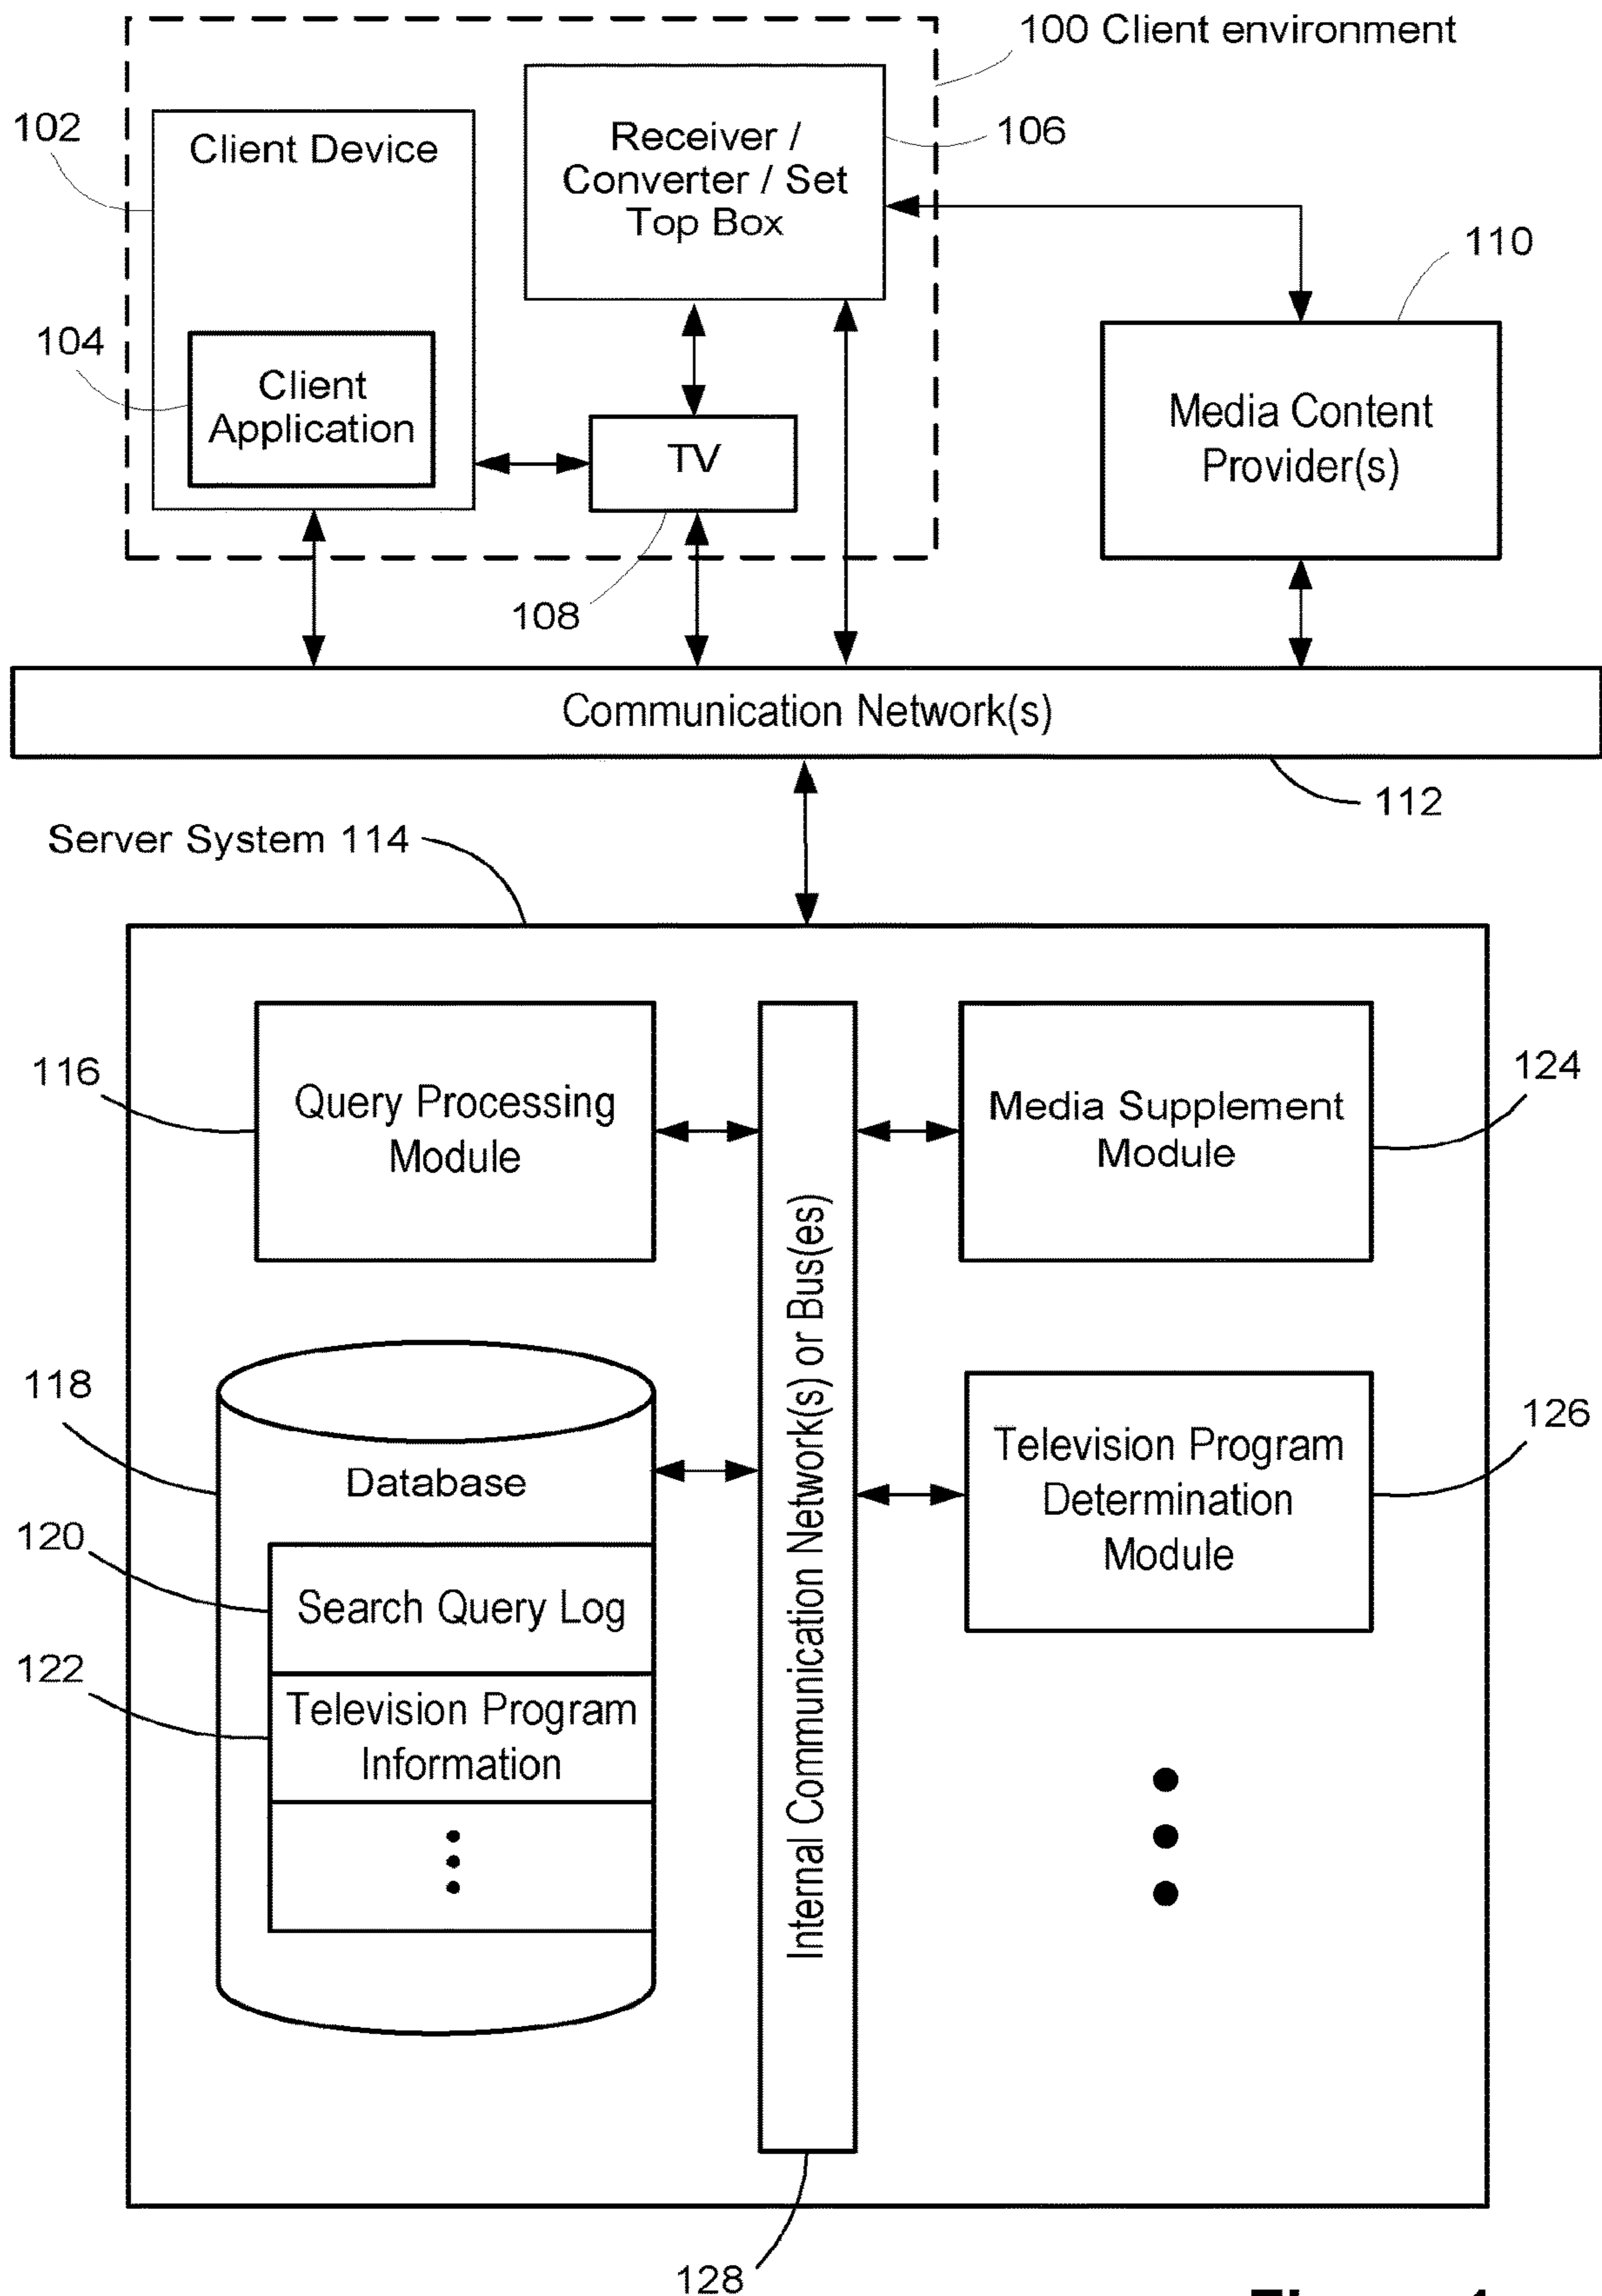 100 Client environment
102
Client Device
Receiver /
Converter / Set
Top Box
106
110
104
Client
Application
TV
Media Content
Provider(s)
108
Communication Network(s)
112
Server System 114
116
Query Processing
Module
Media Supplement
Module
124
Internal Communication Network(s) or Bus(es)
118
Database
Television Program
Determination
Module
126
120
Search Query Log
122
Television Program
Information
128